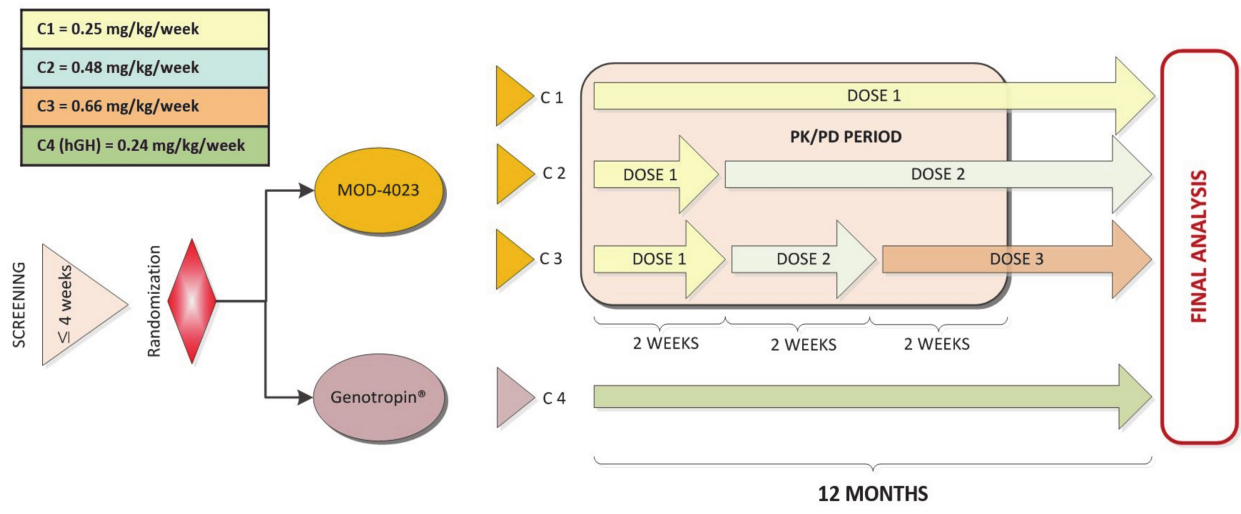 C1 = 0.25 mg/kg/week
C2 = 0.48 mg/kg/week
C3 = 0.66 mg/kg/week
C4 (hGH) = 0.24 mg/kg/week
SCREENING
≤ 4 weeks
Randomization
MOD-4023
Genotropin®
C 1
DOSE 1
PK/PD PERIOD
C 2
DOSE 1
DOSE 2
C 3
DOSE 1
DOSE 2
DOSE 3
2 WEEKS
2 WEEKS
2 WEEKS
C 4
12 MONTHS
FINAL ANALYSIS